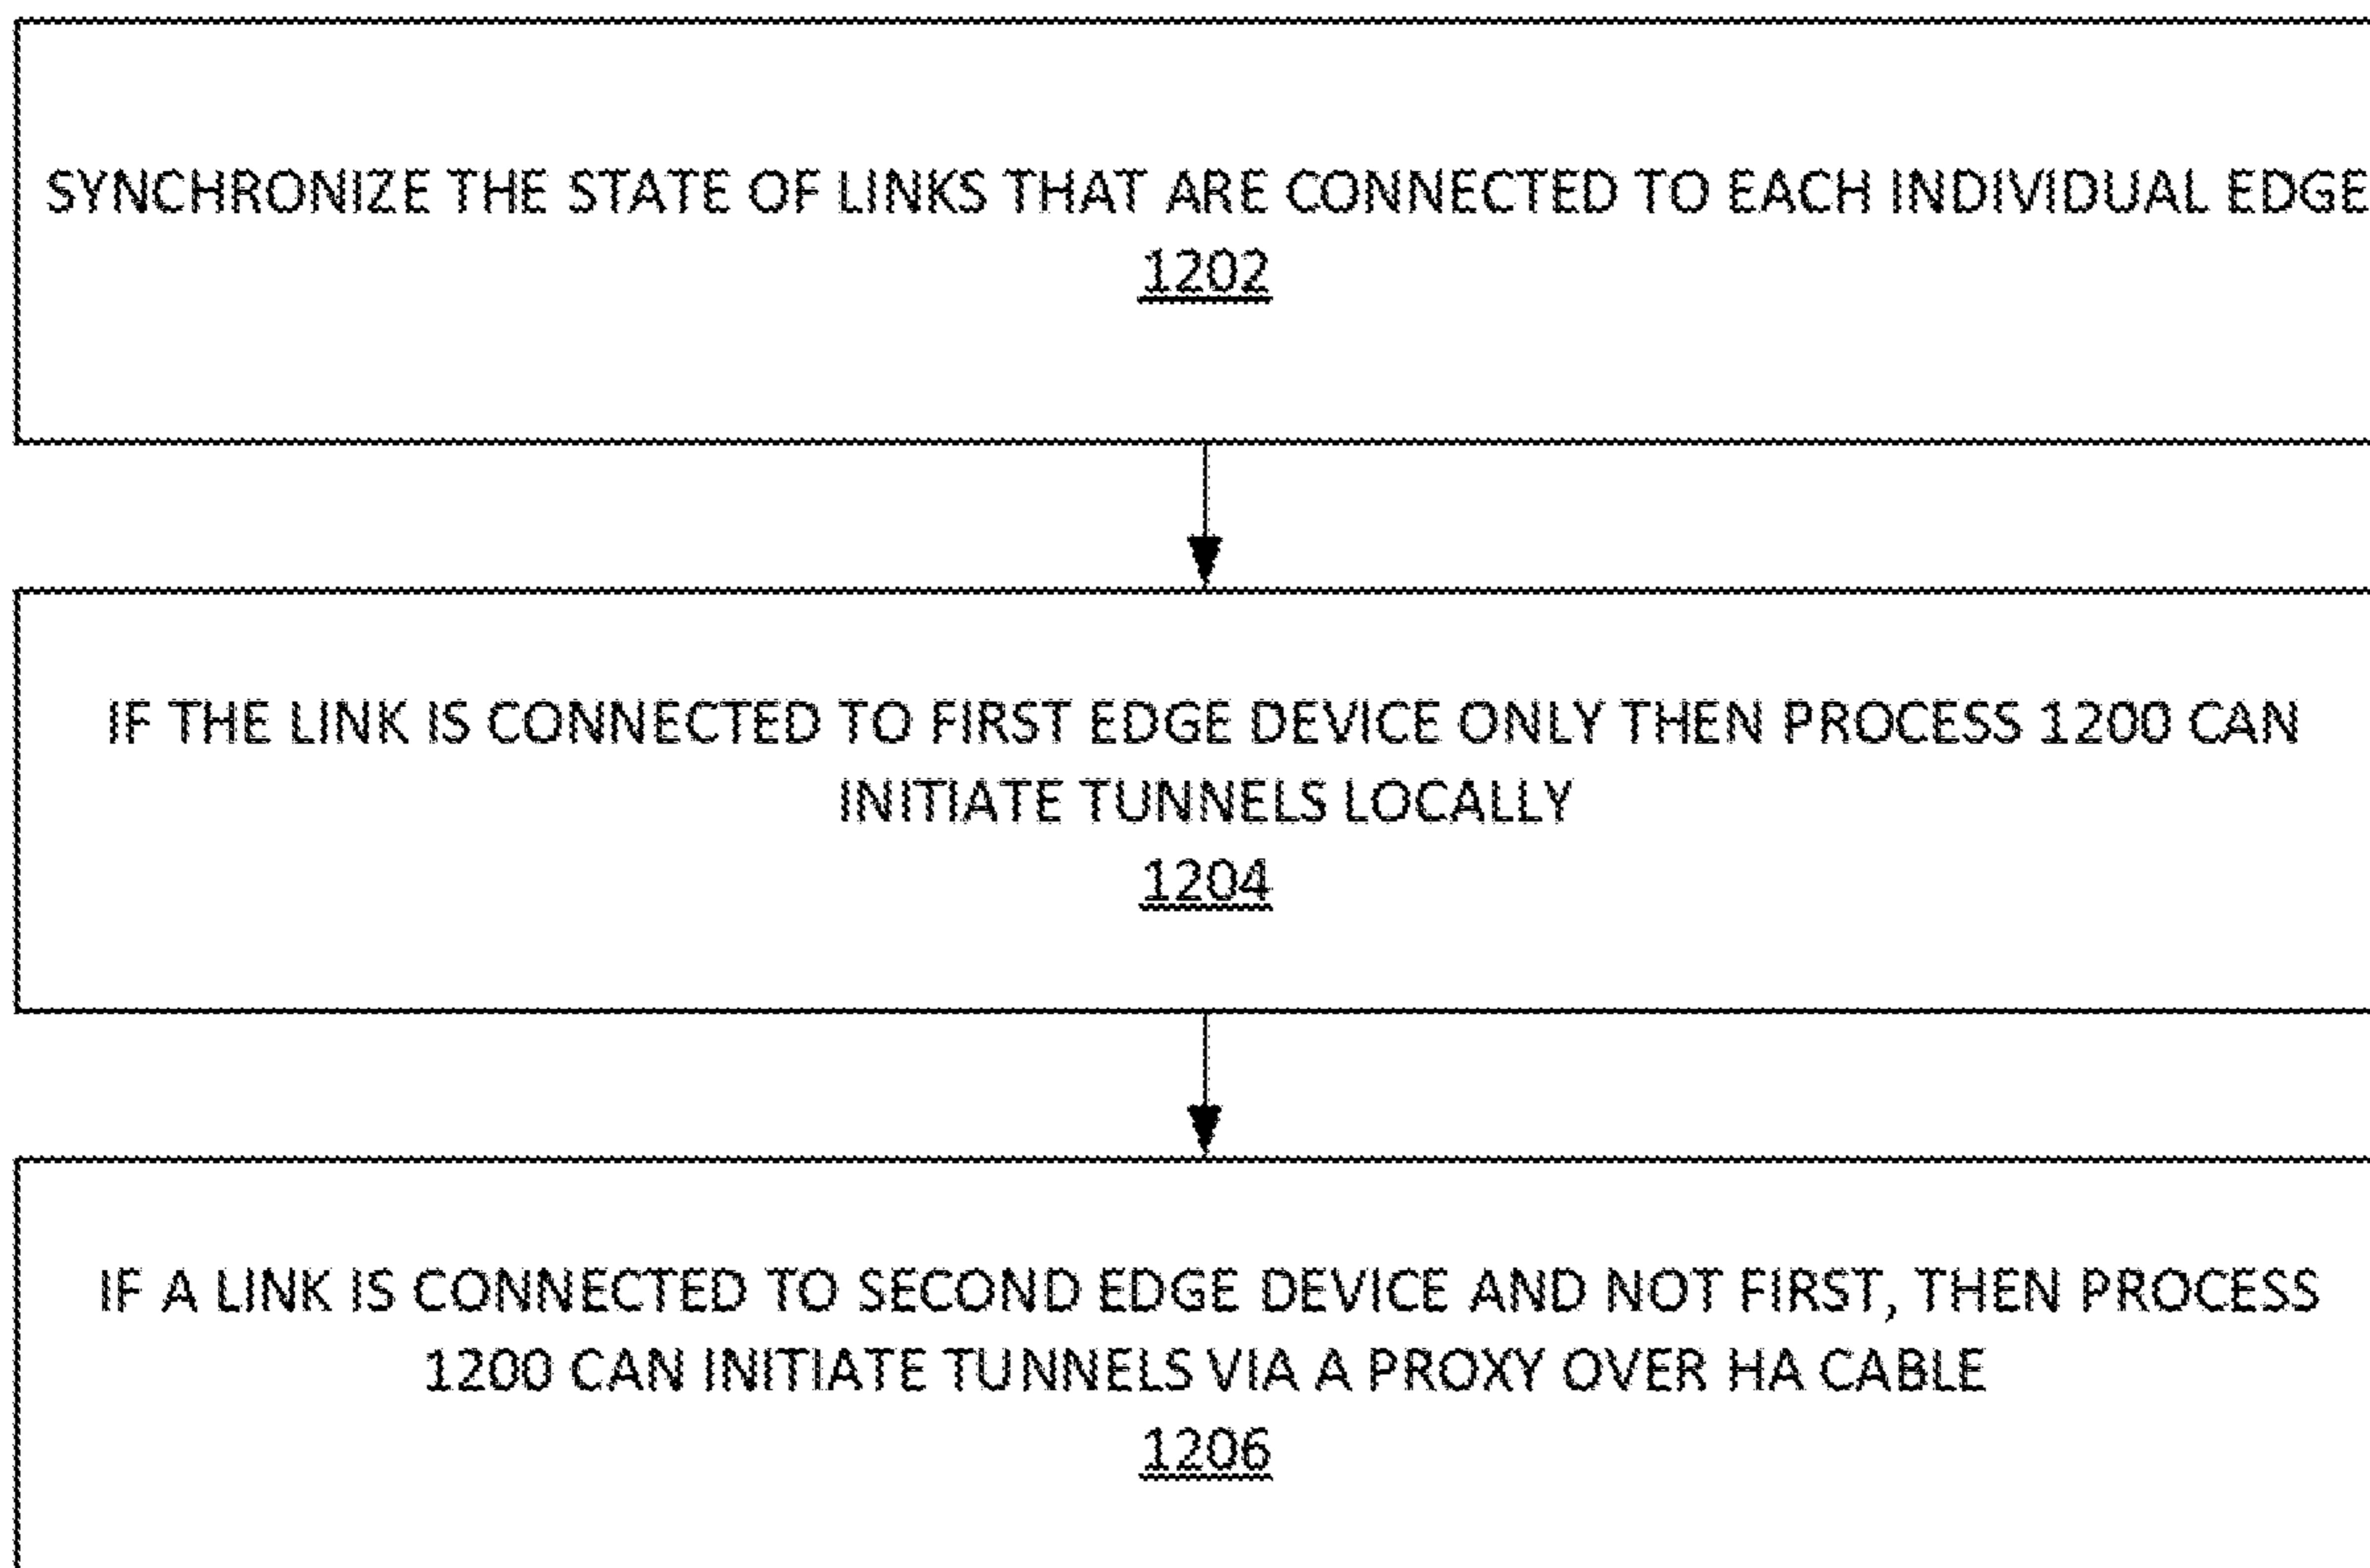 SYNCHRONIZE THE STATE OF LINKS THAT ARE CONNECTED TO EACH INDIVIDUAL EDGE
1202
IF THE LINK IS CONNECTED TO FIRST EDGE DEVICE ONLY THEN PROCESS 1200 CAN
INITIATE TUNNELS LOCALLY
1204
IF A LINK IS CONNECTED TO SECOND EDGE DEVICE AND NOT FIRST, THEN PROCESS
1200 CAN INITIATE TUNNELS VIA A PROXY OVER HA CABLE
1206